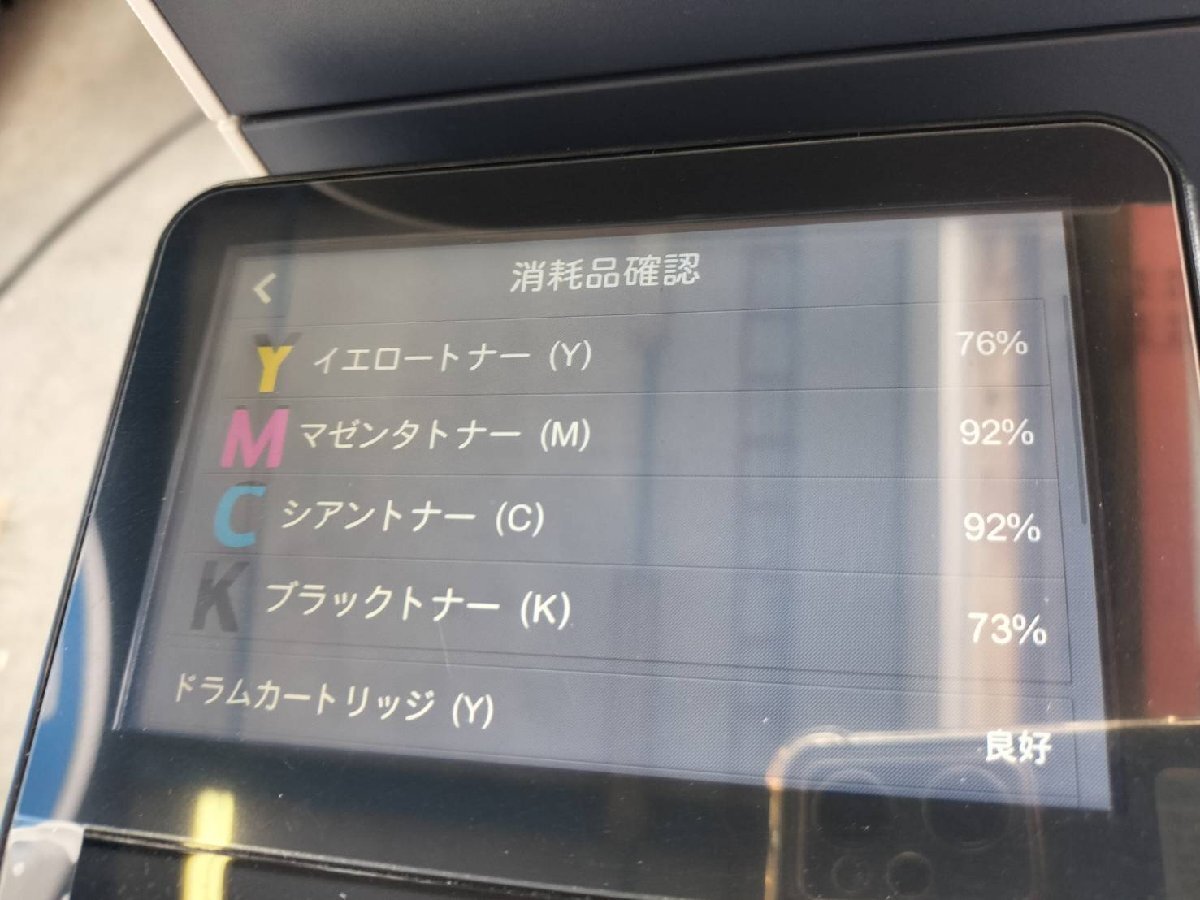 消耗品確認
Y イエロートナー (Y) 76%
M マゼンタトナー (M) 92%
C シアントナー (C) 92%
K ブラックトナー (K) 73%
ドラムカートリッジ (Y) 良好